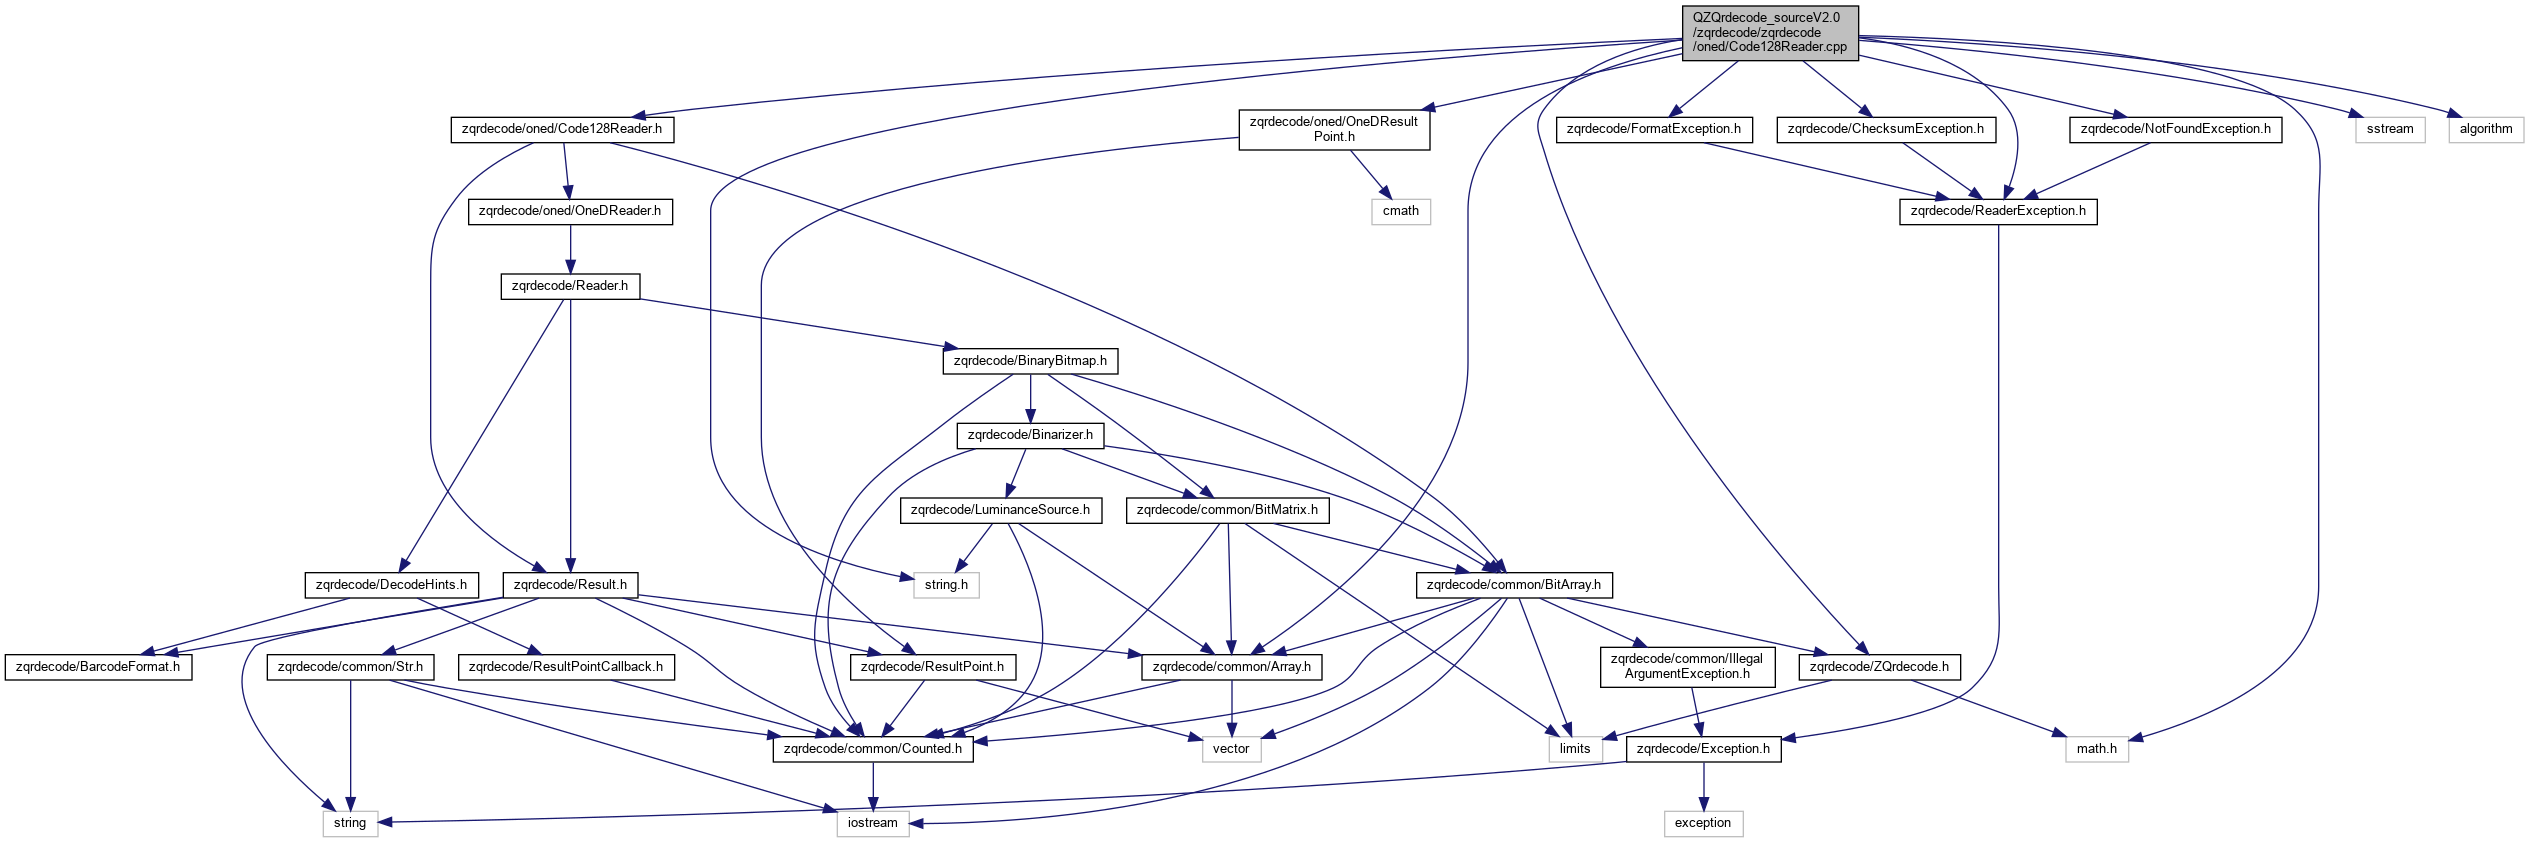 QZQrdecode_sourceV2.0
/zqrdecode/zqrdecode
/oned/Code128Reader.cpp
zqrdecode/oned/Code128Reader.h
zqrdecode/oned/OneDResult
Point.h
zqrdecode/FormatException.h
zqrdecode/ChecksumException.h
zqrdecode/NotFoundException.h
sstream
algorithm
zqrdecode/oned/OneDReader.h
cmath
zqrdecode/ReaderException.h
zqrdecode/Reader.h
zqrdecode/BinaryBitmap.h
zqrdecode/Binarizer.h
zqrdecode/LuminanceSource.h
zqrdecode/common/BitMatrix.h
zqrdecode/DecodeHints.h
zqrdecode/Result.h
string.h
zqrdecode/common/BitArray.h
zqrdecode/BarcodeFormat.h
zqrdecode/common/Str.h
zqrdecode/ResultPointCallback.h
zqrdecode/ResultPoint.h
zqrdecode/common/Array.h
zqrdecode/common/Illegal
ArgumentException.h
zqrdecode/ZQrdecode.h
zqrdecode/common/Counted.h
vector
limits
zqrdecode/Exception.h
math.h
string
iostream
exception